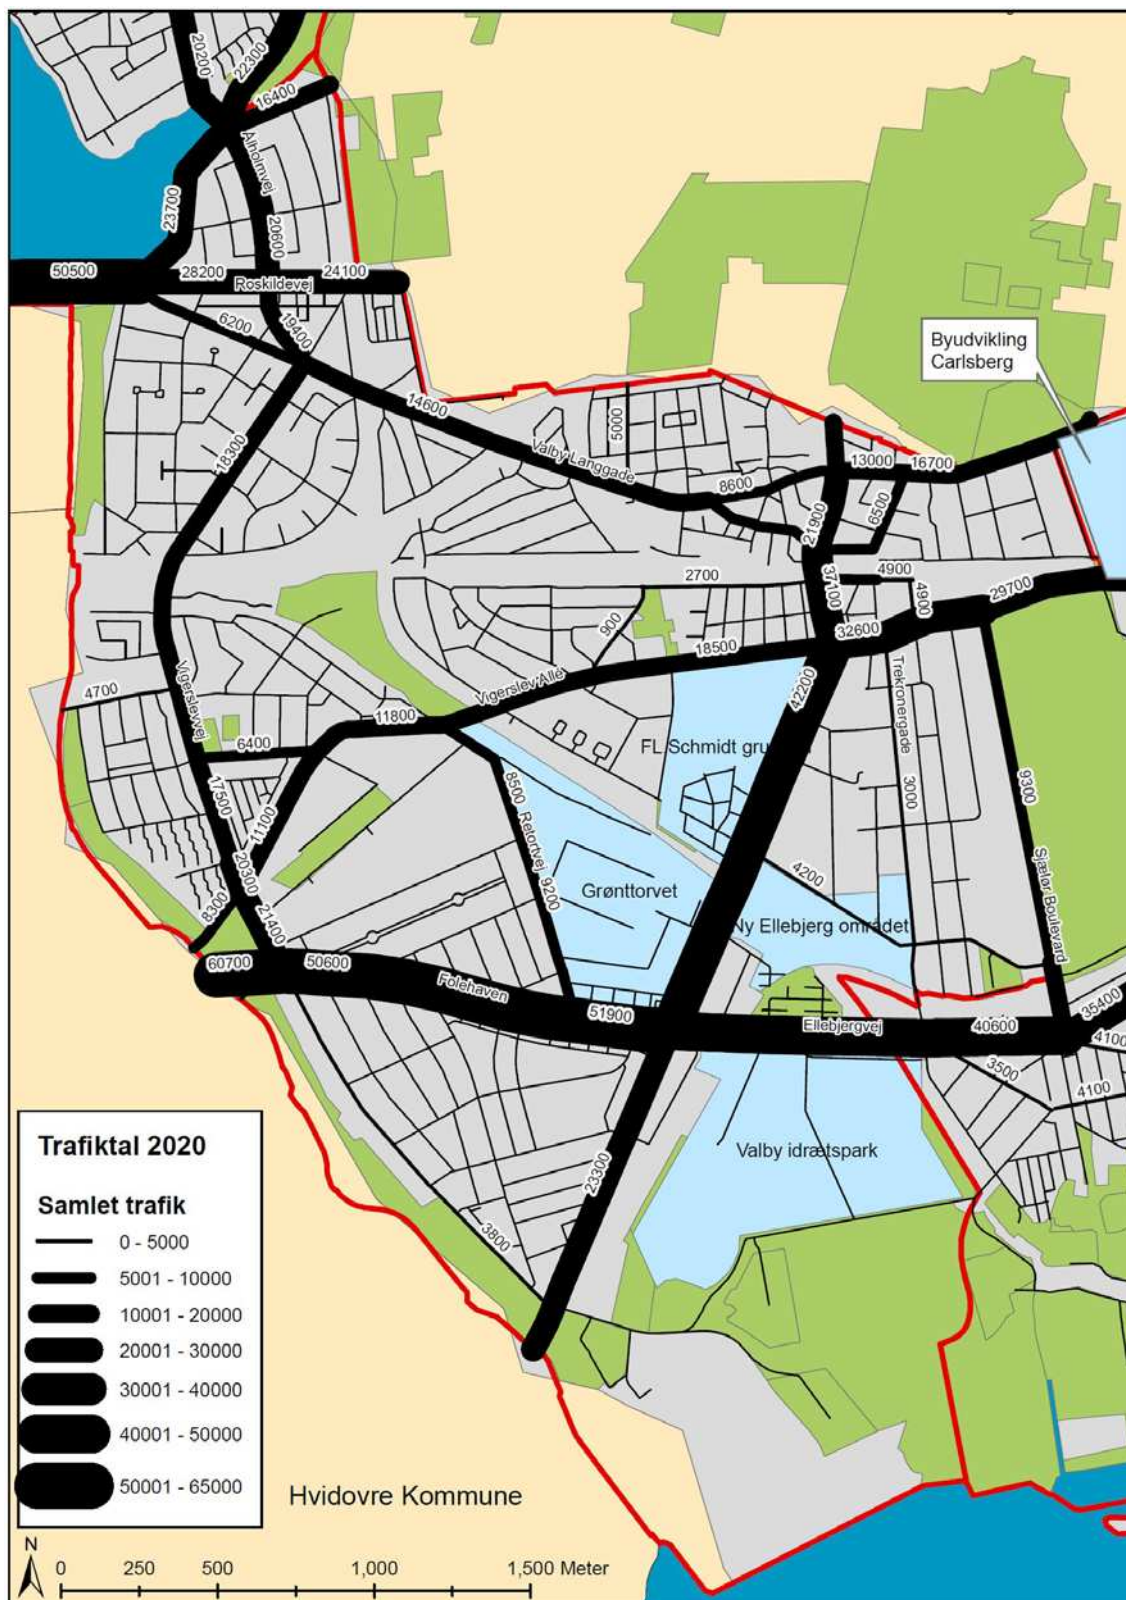 20200
22300
16400
Alholmvej
23700
20600
50500
28200
24100
Roskildevej
6200
19400
Byudvikling
Carlsberg
14600
5000
18300
Valby Langgade
8600
13000
16700
6500
21900
2700
37100
4900
4900
29700
900
32600
18500
4700
Vigerslevvej
Vigerslev Allé
42200
Trekronergade
11800
6400
FL Schmidt
17500
8500
3000
9300
11100
Retortvej
20300
4200
Grønttorvet
9200
Sjælør Boulevard
8300
21400
Ny Ellebjerg området
60700
50600
Folehaven
51900
Ellebjergvej
40600
35400
4100
3500
4100
Valby idrætspark
23300
3800
Trafiktal 2020
Samlet trafik
0 - 5000
5001 - 10000
10001 - 20000
20001 - 30000
30001 - 40000
40001 - 50000
50001 - 65000
Hvidovre Kommune
N
0 250 500 1,000 1,500 Meter